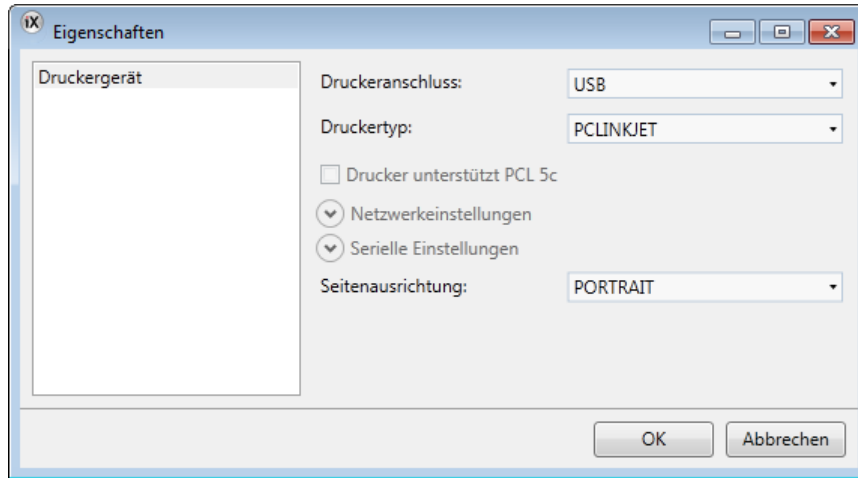 iX
Eigenschaften
Druckergerät
Druckeranschluss: USB
Druckertyp: PCLINKJET
Drucker unterstützt PCL 5c
Netzwerkeinstellungen
Serielle Einstellungen
Seitenausrichtung: PORTRAIT
OK Abbrechen